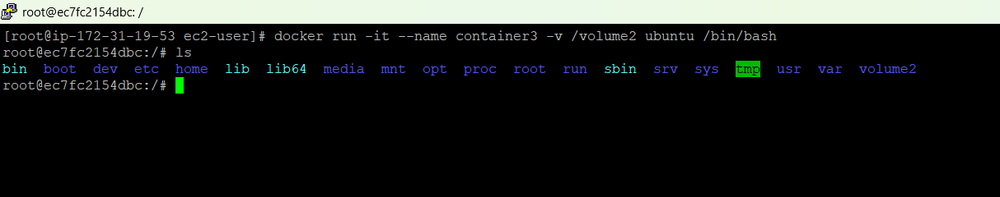 root@ec7fc2154dbc: /
[root@ip-172-31-19-53 ec2-user]# docker run -it --name container3 -v /volume2 ubuntu /bin/bash
root@ec7fc2154dbc:/# ls
bin  boot  dev  etc  home  lib  lib64  media  mnt  opt  proc  root  run  sbin  srv  sys  tmp  usr  var  volume2
root@ec7fc2154dbc:/#